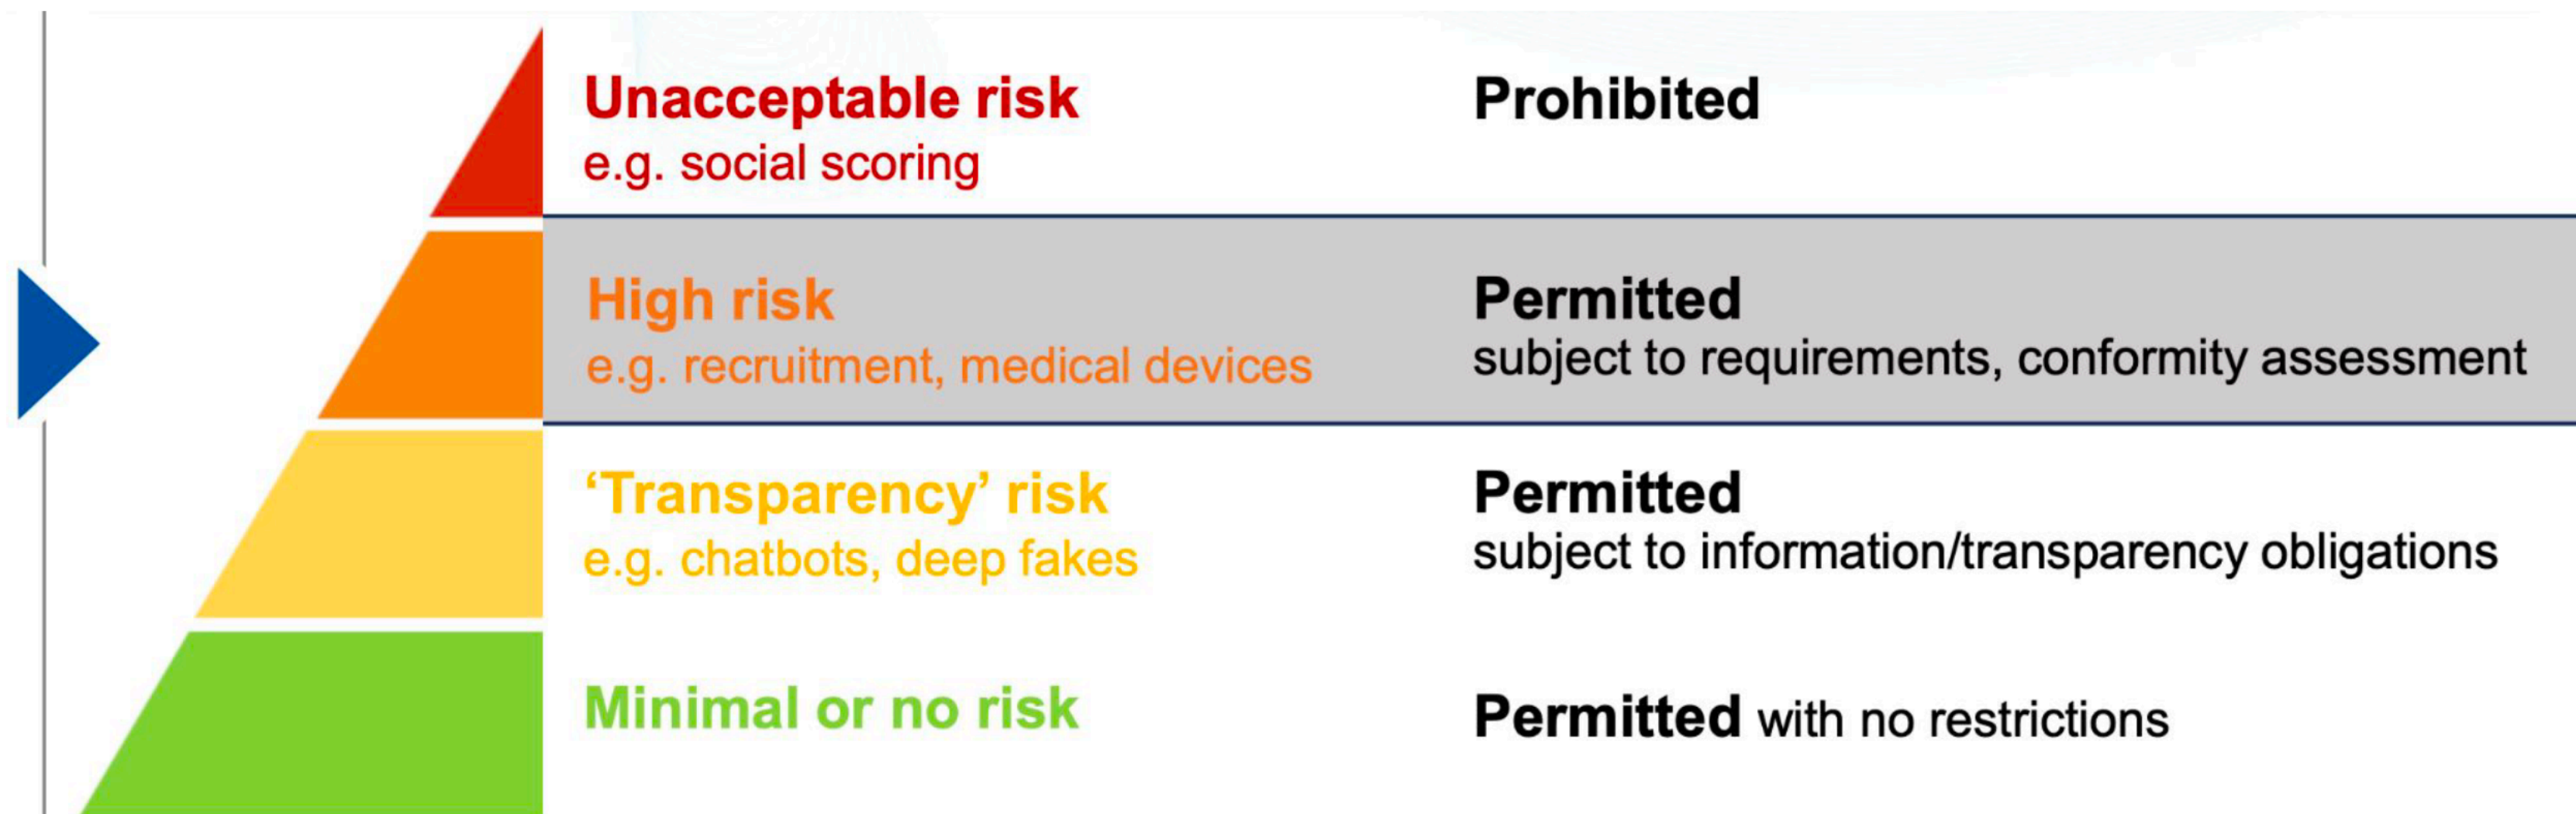 Unacceptable risk
e.g. social scoring
Prohibited
High risk
e.g. recruitment, medical devices
Permitted
subject to requirements, conformity assessment
‘Transparency’ risk
e.g. chatbots, deep fakes
Permitted
subject to information/transparency obligations
Minimal or no risk
Permitted with no restrictions